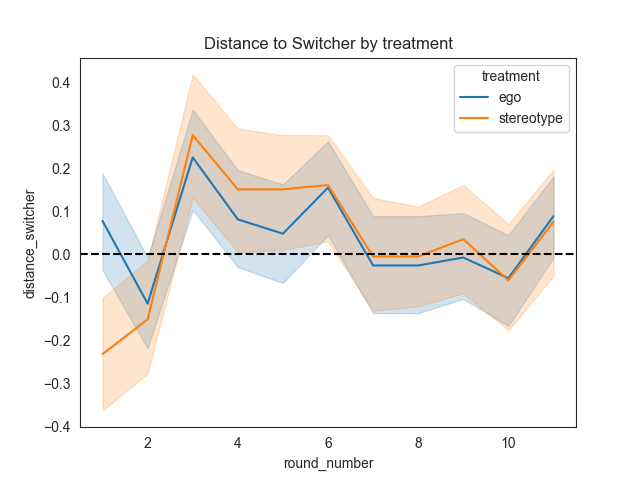 Distance to Switcher by treatment
treatment
ego
stereotype
distance_switcher
0.4
0.3
0.2
0.1
0.0
−0.1
−0.2
−0.3
−0.4
2
4
6
8
10
round_number